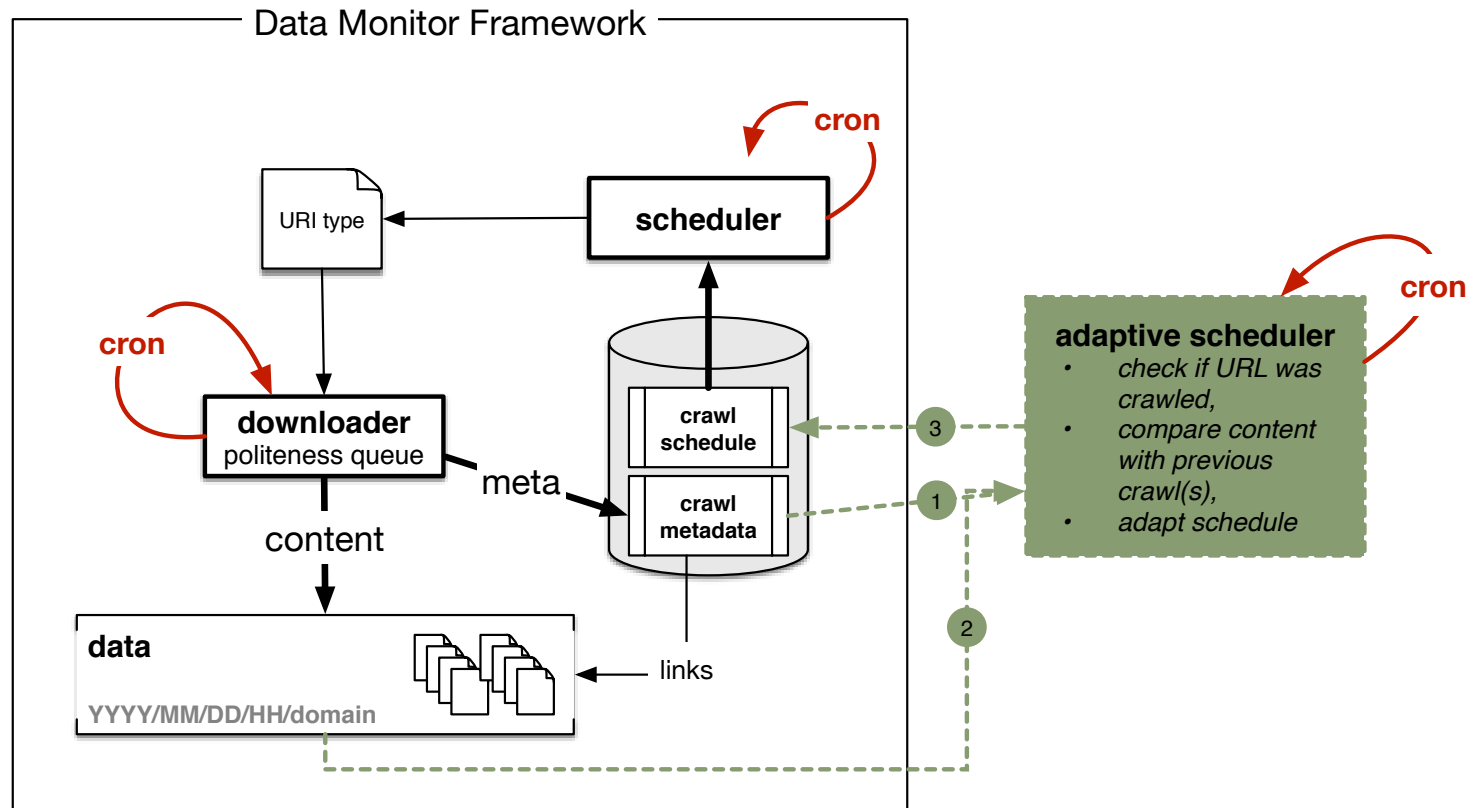 Data Monitor Framework
cron
scheduler
URI type
cron
downloader
politeness queue
meta
content
crawl
schedule
crawl
metadata
links
data
YYYY/MM/DD/HH/domain
cron
adaptive scheduler
• check if URL was
crawled,
• compare content
with previous
crawl(s),
• adapt schedule
3
1
2